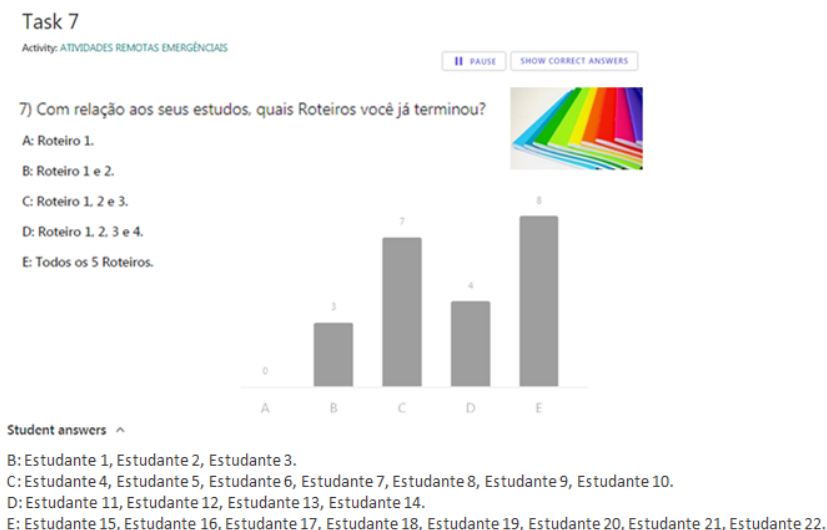 Task 7
Activity: ATIVIDADES REMOTAS EMERGÊNCIAIS
PAUSE
SHOW CORRECT ANSWERS
7) Com relação aos seus estudos, quais Roteiros você já terminou?
A: Roteiro 1.
B: Roteiro 1 e 2.
C: Roteiro 1, 2 e 3.
D: Roteiro 1, 2, 3 e 4.
E: Todos os 5 Roteiros.
0
3
7
4
8
A B C D E
Student answers
B: Estudante 1, Estudante 2, Estudante 3.
C: Estudante 4, Estudante 5, Estudante 6, Estudante 7, Estudante 8, Estudante 9, Estudante 10.
D: Estudante 11, Estudante 12, Estudante 13, Estudante 14.
E: Estudante 15, Estudante 16, Estudante 17, Estudante 18, Estudante 19, Estudante 20, Estudante 21, Estudante 22.